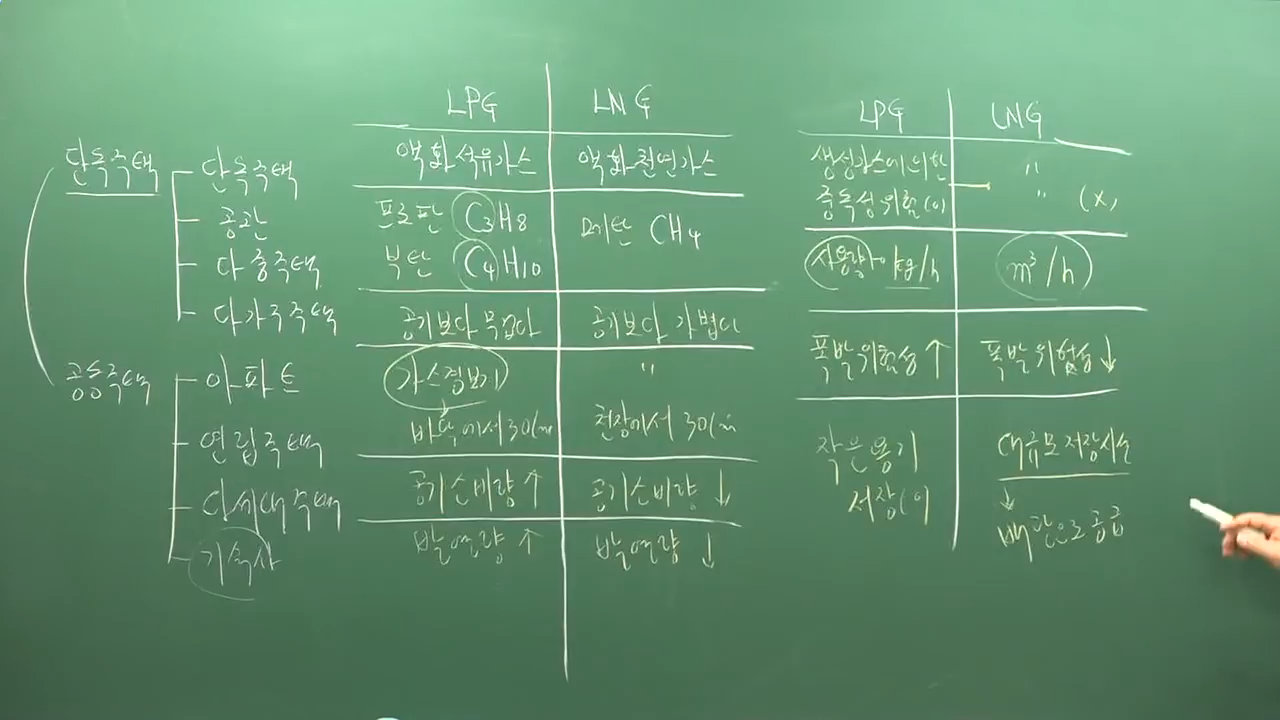 단독주택
단독주택
공관
다중주택
다가구주택
공동주택
아파트
연립주택
다세대주택
기숙사
LPG LNG
액화석유가스 액화천연가스
프로판 C3H8 메탄 CH4
부탄 C4H10
공기보다 무겁다 공기보다 가볍다
가스경보기 "
바닥에서 30cm 천장에서 30cm
공기소비량 ↑ 공기소비량 ↓
발열량 ↑ 발열량 ↓
LPG LNG
생성가스에 의한 "
중독성위험(O) " (X)
사용량 kg/h m³/h
폭발위험성 ↑ 폭발위험성 ↓
작은용기 대규모저장시설
저장(O) ↓
배관으로 공급